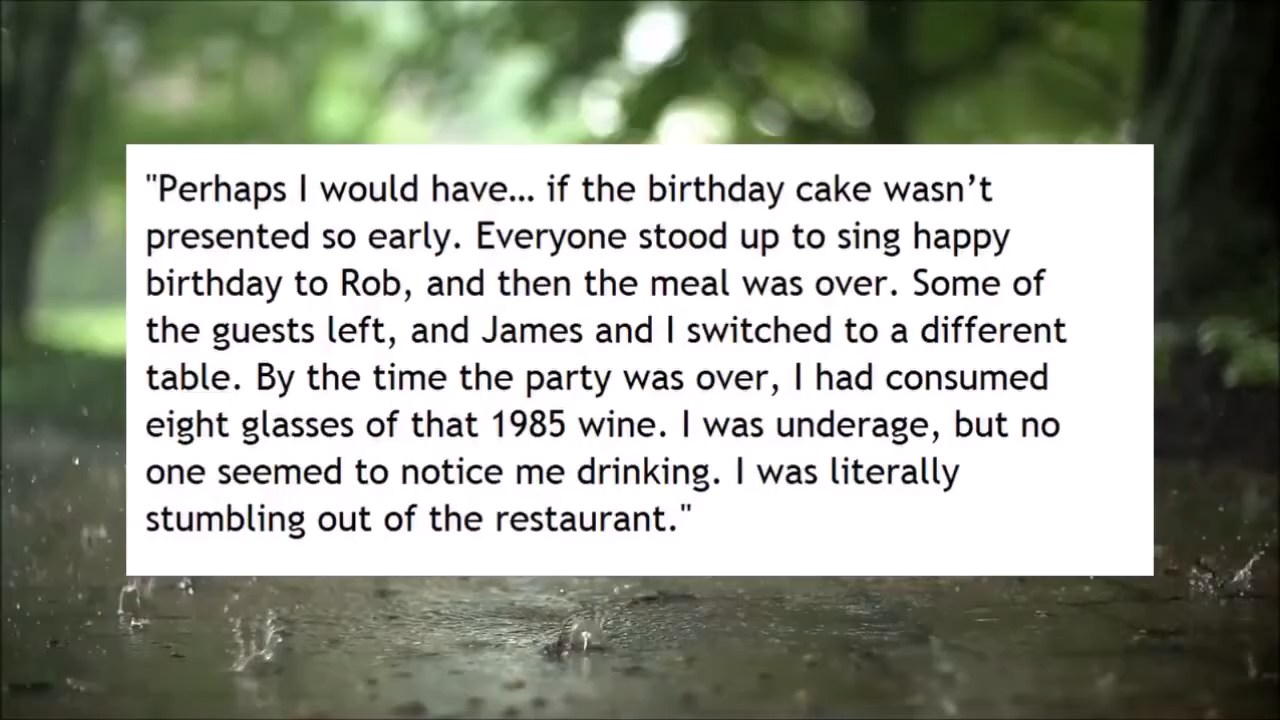 "Perhaps I would have… if the birthday cake wasn’t
presented so early. Everyone stood up to sing happy
birthday to Rob, and then the meal was over. Some of
the guests left, and James and I switched to a different
table. By the time the party was over, I had consumed
eight glasses of that 1985 wine. I was underage, but no
one seemed to notice me drinking. I was literally
stumbling out of the restaurant."